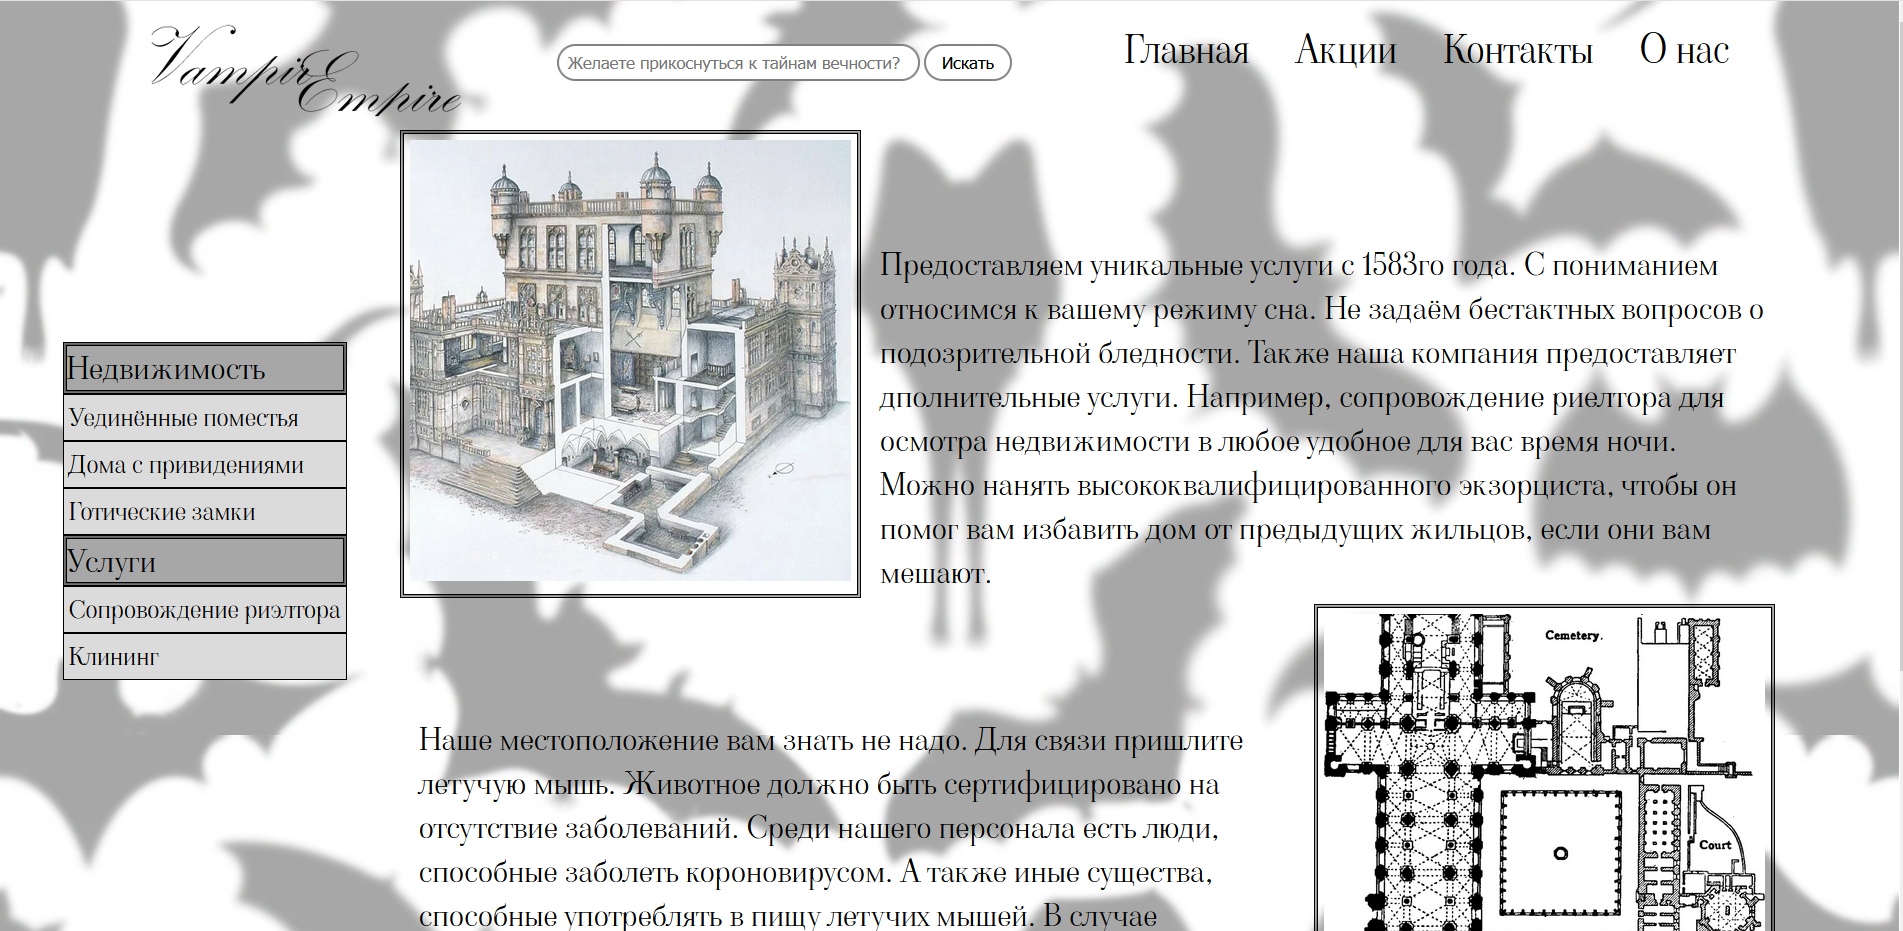 Vampir Empire
Желаете прикоснуться к тайнам вечности?
Искать
Главная
Акции
Контакты
О нас
Недвижимость
Уединённые поместья
Дома с привидениями
Готические замки
Услуги
Сопровождение риэлтора
Клининг
Предоставляем уникальные услуги с 1583го года. С пониманием
относимся к вашему режиму сна. Не задаём бестактных вопросов о
подозрительной бледности. Также наша компания предоставляет
дполнительные услуги. Например, сопровождение риелтора для
осмотра недвижимости в любое удобное для вас время ночи.
Можно нанять высококвалифицированного экзорциста, чтобы он
помог вам избавить дом от предыдущих жильцов, если они вам
мешают.
Наше местоположение вам знать не надо. Для связи пришлите
летучую мышь. Животное должно быть сертифицировано на
отсутствие заболеваний. Среди нашего персонала есть люди,
способные заболеть короновирусом. А также иные существа,
способные употреблять в пищу летучих мышей. В случае
Cemetery.
Court